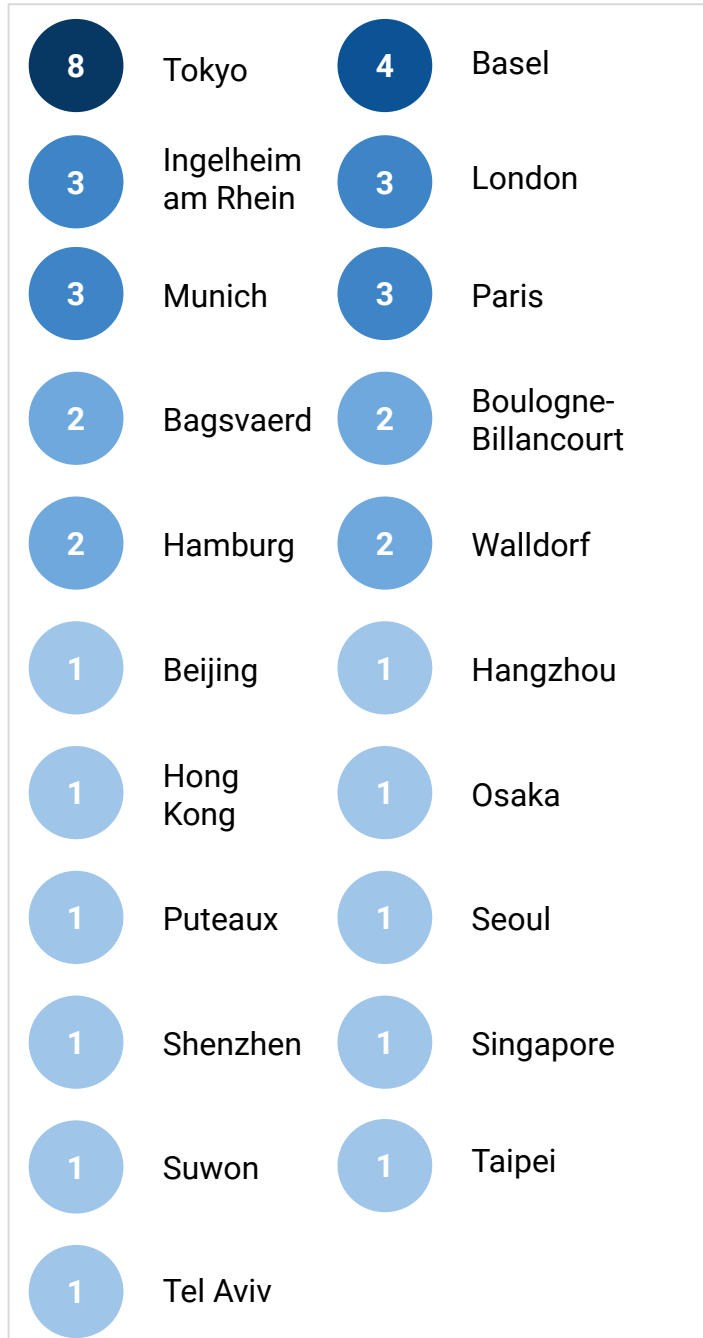 8 Tokyo 4 Basel
3 Ingelheim
am Rhein 3 London
3 Munich 3 Paris
2 Bagsvaerd 2 Boulogne-
Billancourt
2 Hamburg 2 Walldorf
1 Beijing 1 Hangzhou
1 Hong
Kong 1 Osaka
1 Puteaux 1 Seoul
1 Shenzhen 1 Singapore
1 Suwon 1 Taipei
1 Tel Aviv